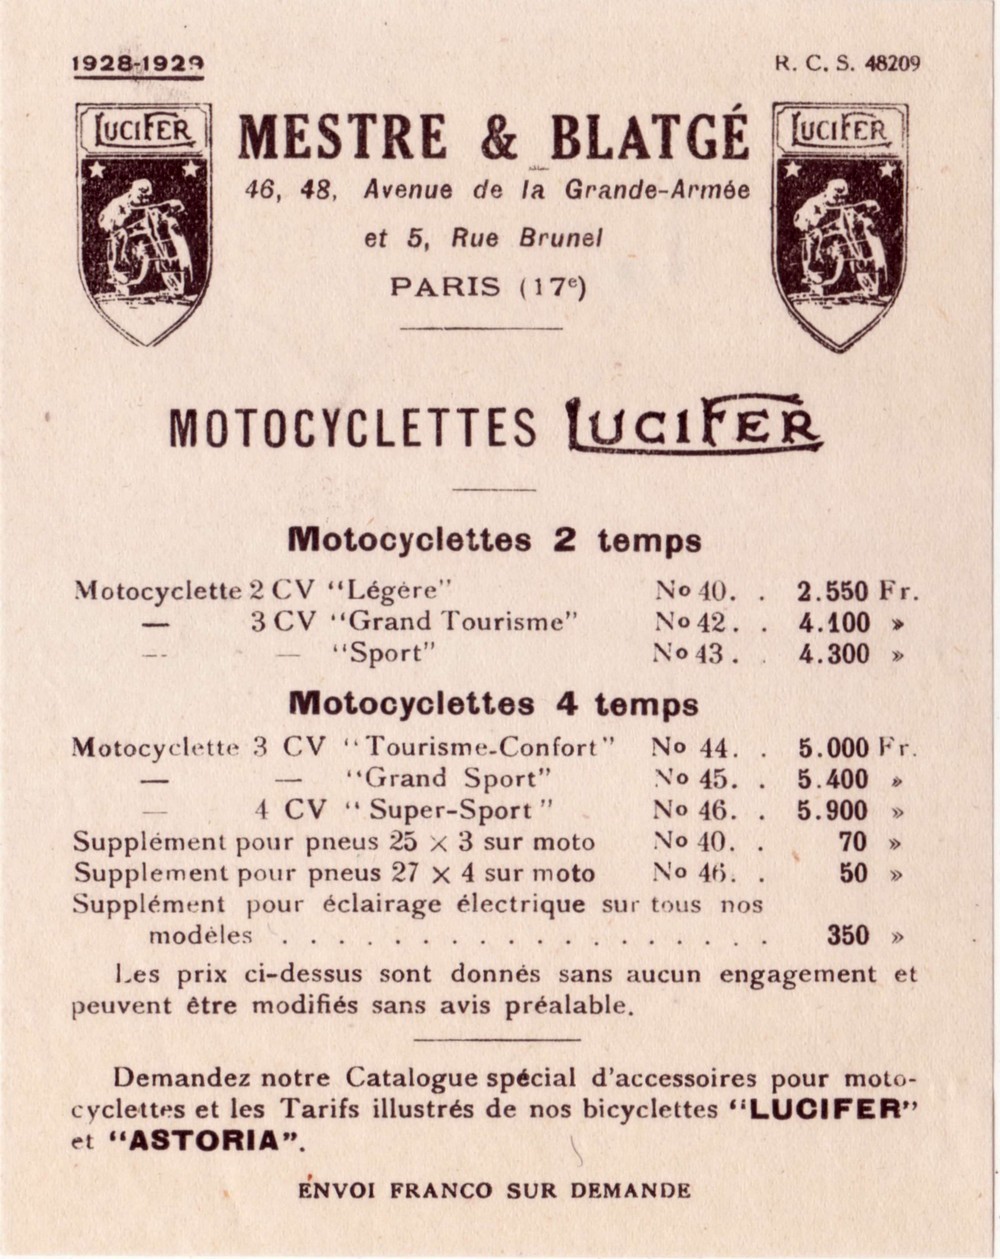 1928-1929
R. C. S. 48209
LUCIFER
LUCIFER
MESTRE & BLATGÉ
46, 48, Avenue de la Grande-Armée
et 5, Rue Brunel
PARIS (17e)
MOTOCYCLETTES LUCIFER
Motocyclettes 2 temps
Motocyclette 2 CV “Légère” No 40. . 2.550 Fr.
— 3 CV “Grand Tourisme” No 42. . 4.100 »
— — “Sport” No 43. . 4.300 »
Motocyclettes 4 temps
Motocyclette 3 CV “Tourisme-Confort” No 44. . 5.000 Fr.
— — “Grand Sport” No 45. . 5.400 »
— 4 CV “Super-Sport” No 46. . 5.900 »
Supplément pour pneus 25 × 3 sur moto No 40. . 70 »
Supplement pour pneus 27 × 4 sur moto No 46. . 50 »
Supplément pour éclairage électrique sur tous nos
modèles . . . . . . . . . . . . . . . . . 350 »
Les prix ci-dessus sont donnés sans aucun engagement et
peuvent être modifiés sans avis préalable.
Demandez notre Catalogue spécial d'accessoires pour moto-
cyclettes et les Tarifs illustrés de nos bicyclettes “LUCIFER”
et “ASTORIA”.
ENVOI FRANCO SUR DEMANDE